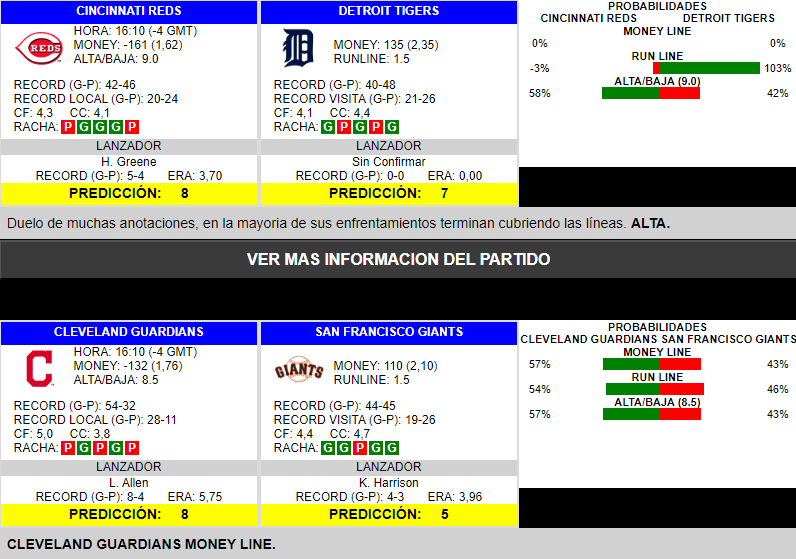 CINCINNATI REDS
REDS
HORA: 16:10 (-4 GMT)
MONEY: -161 (1,62)
ALTA/BAJA: 9.0
RECORD (G-P): 42-46
RECORD LOCAL (G-P): 20-24
CF: 4,3 CC: 4,1
RACHA: P G G G P
LANZADOR
H. Greene
RECORD (G-P): 5-4 ERA: 3,70
PREDICCIÓN: 8
DETROIT TIGERS
MONEY: 135 (2,35)
RUNLINE: 1.5
RECORD (G-P): 40-48
RECORD VISITA (G-P): 21-26
CF: 4,1 CC: 4,4
RACHA: G P G P G
LANZADOR
Sin Confirmar
RECORD (G-P): 0-0 ERA: 0,00
PREDICCIÓN: 7
PROBABILIDADES
CINCINNATI REDS DETROIT TIGERS
MONEY LINE
0% 0%
RUN LINE
-3% 103%
ALTA/BAJA (9.0)
58% 42%
Duelo de muchas anotaciones, en la mayoria de sus enfrentamientos terminan cubriendo las líneas. ALTA.
VER MAS INFORMACION DEL PARTIDO
CLEVELAND GUARDIANS
C
HORA: 16:10 (-4 GMT)
MONEY: -132 (1,76)
ALTA/BAJA: 8.5
RECORD (G-P): 54-32
RECORD LOCAL (G-P): 28-11
CF: 5,0 CC: 3,8
RACHA: P G P G P
LANZADOR
L. Allen
RECORD (G-P): 8-4 ERA: 5,75
PREDICCIÓN: 8
SAN FRANCISCO GIANTS
GIANTS
MONEY: 110 (2,10)
RUNLINE: 1.5
RECORD (G-P): 44-45
RECORD VISITA (G-P): 19-26
CF: 4,4 CC: 4,7
RACHA: G G P G G
LANZADOR
K. Harrison
RECORD (G-P): 4-3 ERA: 3,96
PREDICCIÓN: 5
PROBABILIDADES
CLEVELAND GUARDIANS SAN FRANCISCO GIANTS
MONEY LINE
57% 43%
RUN LINE
54% 46%
ALTA/BAJA (8.5)
57% 43%
CLEVELAND GUARDIANS MONEY LINE.